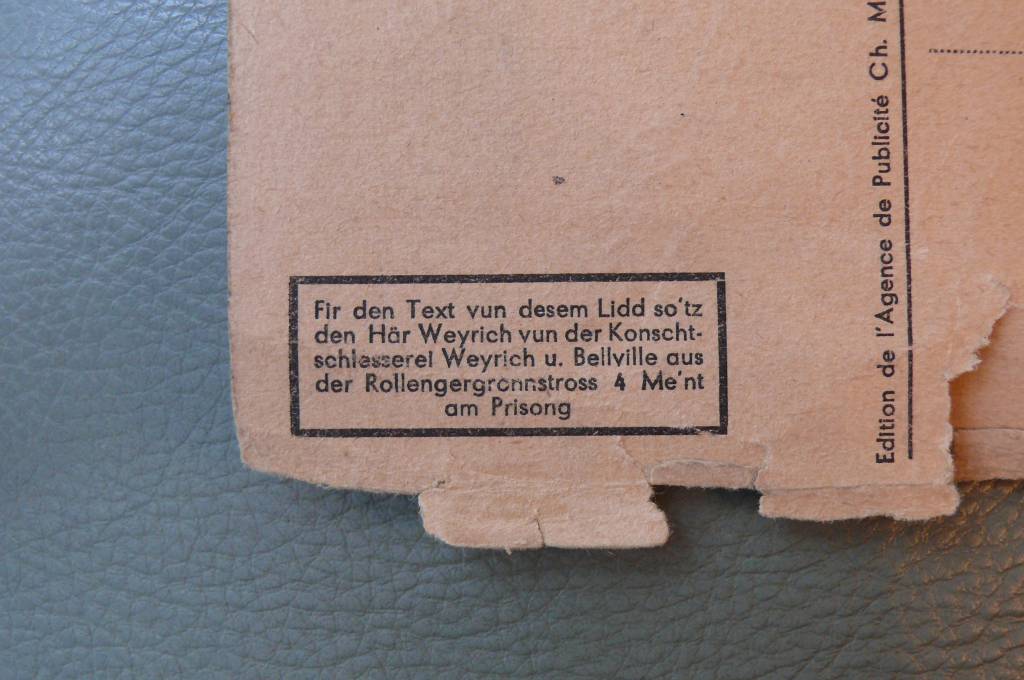 Fir den Text vun desem Lidd so'tz
den Här Weyrich vun der Konscht-
schlesserei Weyrich u. Bellville aus
der Rollengergronnstross 4 Me'nt
am Prisong
Edition de l'Agence de Publicité Ch. M